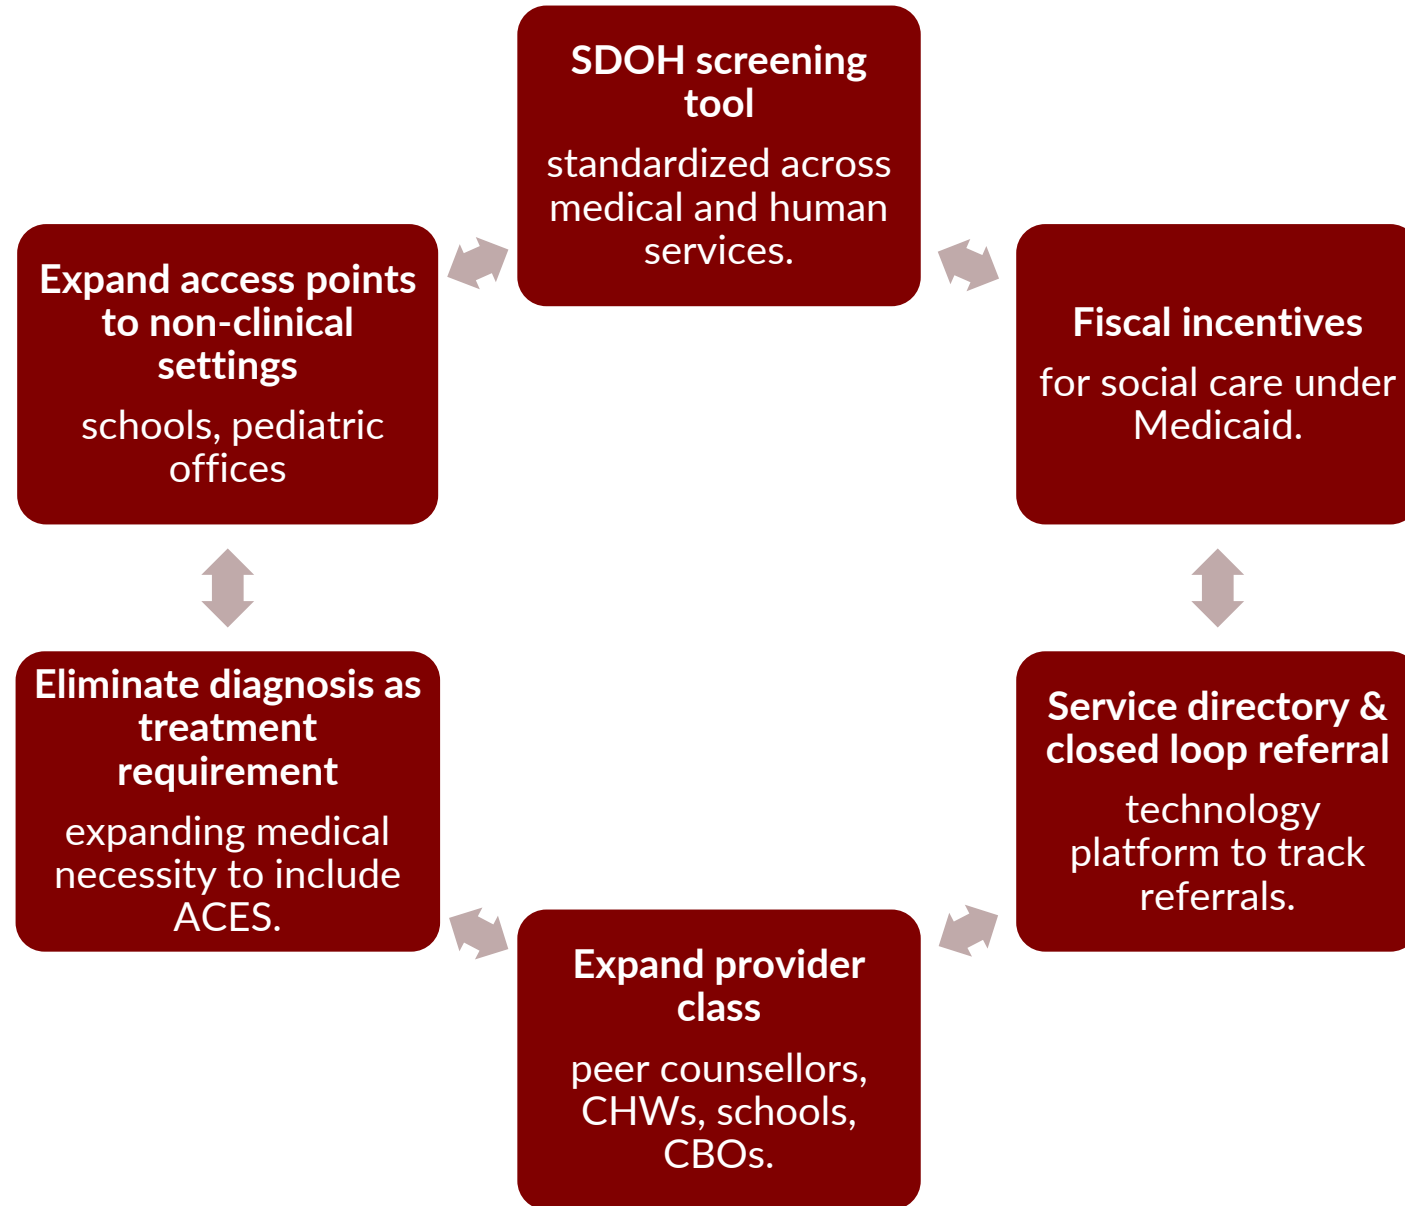 SDOH screening
tool
standardized across
medical and human
services.
Fiscal incentives
for social care under
Medicaid.
Service directory &
closed loop referral
technology
platform to track
referrals.
Expand provider
class
peer counsellors,
CHWs, schools,
CBOs.
Eliminate diagnosis as
treatment
requirement
expanding medical
necessity to include
ACES.
Expand access points
to non-clinical
settings
schools, pediatric
offices